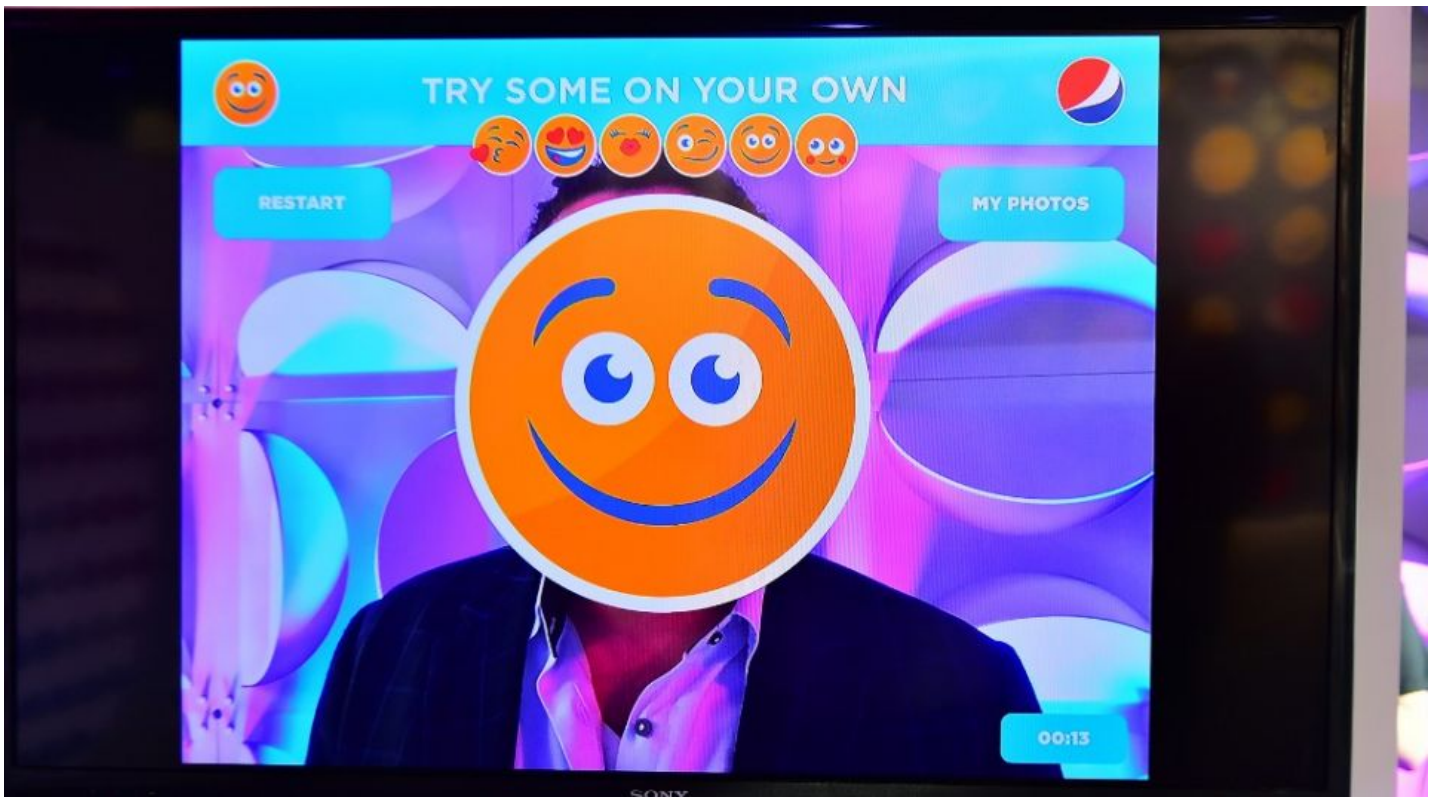 TRY SOME ON YOUR OWN
RESTART
MY PHOTOS
00:13
SONY